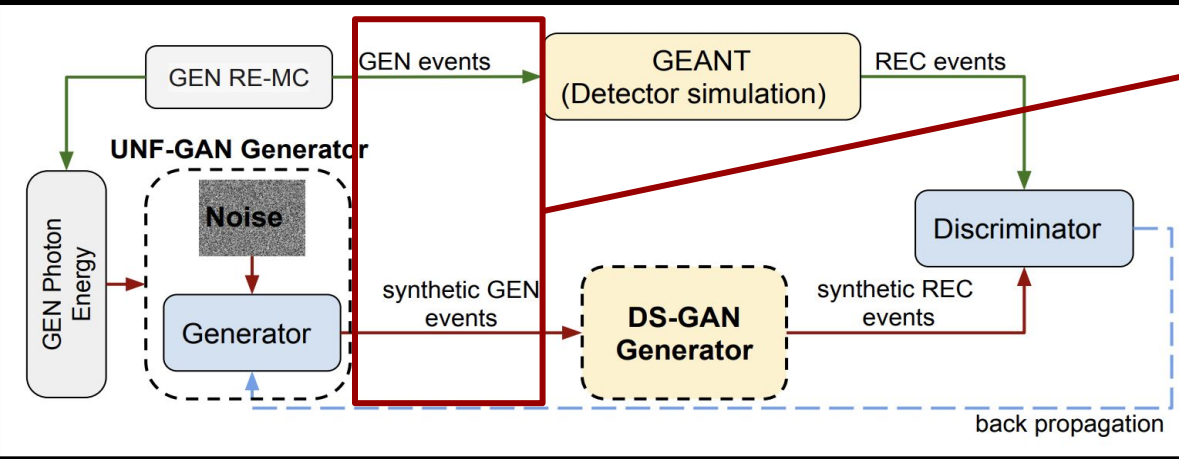 GEN RE-MC
GEN events
GEANT
(Detector simulation)
REC events
UNF-GAN Generator
GEN Photon
Energy
Noise
Generator
synthetic GEN
events
DS-GAN
Generator
synthetic REC
events
Discriminator
back propagation